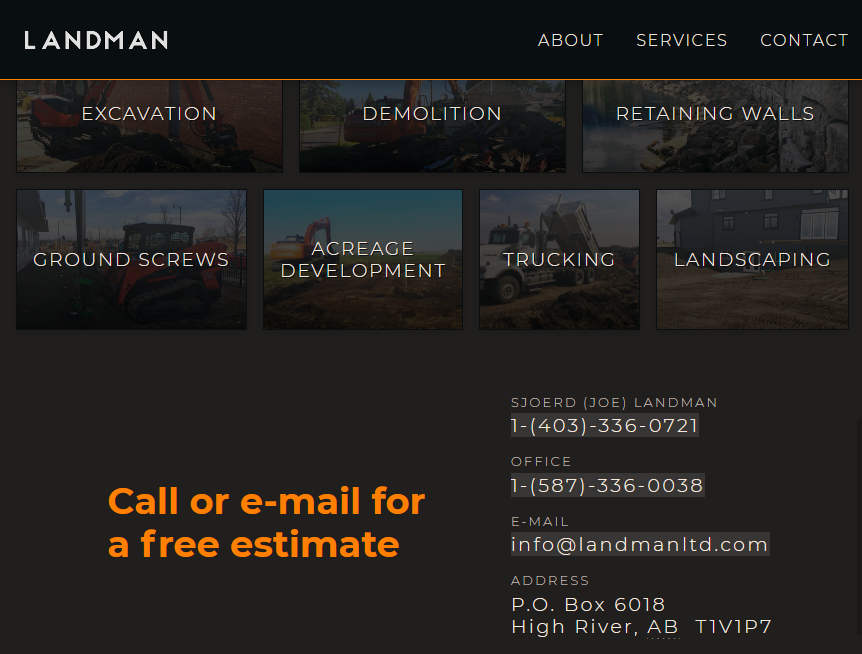 LANDMAN ABOUT SERVICES CONTACT
EXCAVATION DEMOLITION RETAINING WALLS
GROUND SCREWS
ACREAGE
DEVELOPMENT
TRUCKING
LANDSCAPING
Call or e-mail for
a free estimate
SJOERD (JOE) LANDMAN
1-(403)-336-0721
OFFICE
1-(587)-336-0038
E-MAIL
info@landmanltd.com
ADDRESS
P.O. Box 6018
High River, AB T1V1P7